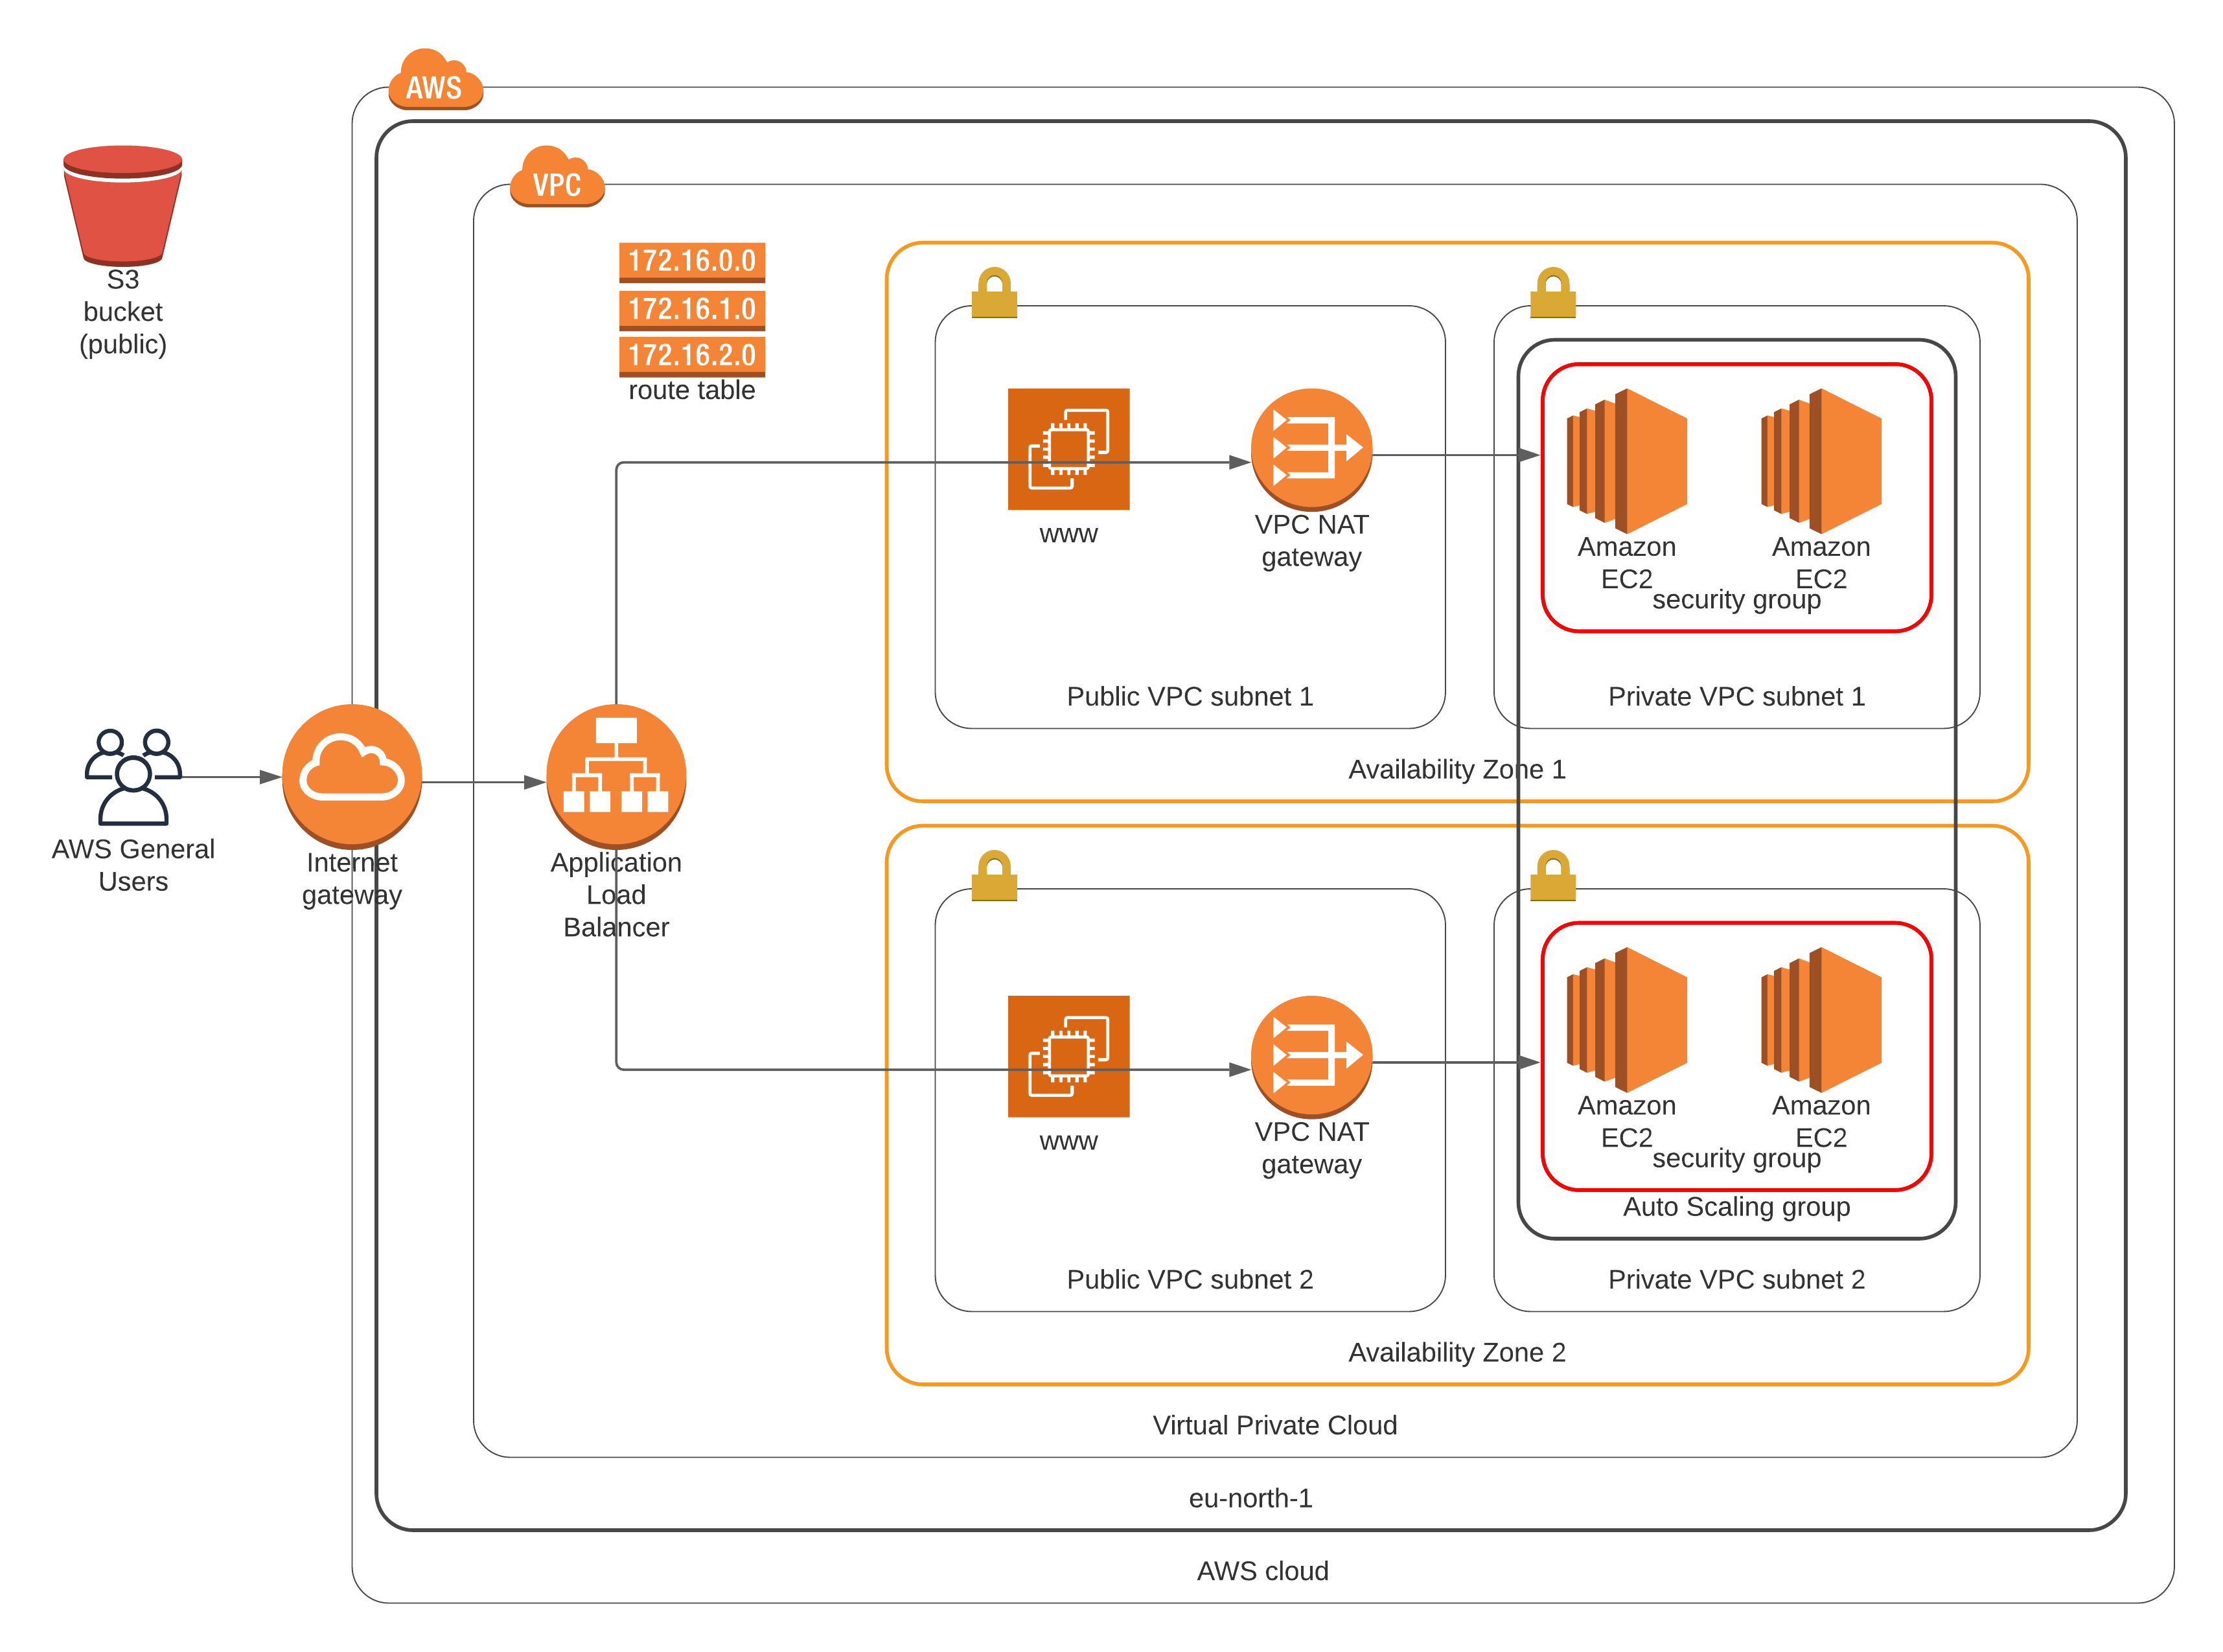 AWS
VPC
S3
bucket
(public)
172.16.0.0
172.16.1.0
172.16.2.0
route table
www
VPC NAT
gateway
Amazon
EC2
Amazon
EC2
security group
Public VPC subnet 1
Private VPC subnet 1
Availability Zone 1
AWS General
Users
Internet
gateway
Application
Load
Balancer
www
VPC NAT
gateway
Amazon
EC2
Amazon
EC2
security group
Auto Scaling group
Public VPC subnet 2
Private VPC subnet 2
Availability Zone 2
Virtual Private Cloud
eu-north-1
AWS cloud